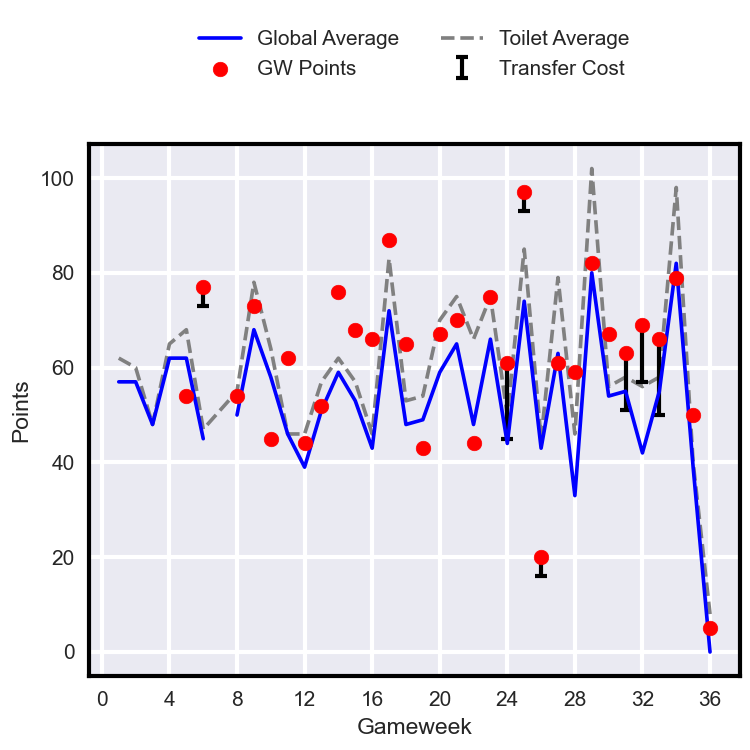 Global Average
Toilet Average
GW Points
Transfer Cost
Points
100
80
60
40
20
0
0 4 8 12 16 20 24 28 32 36
Gameweek